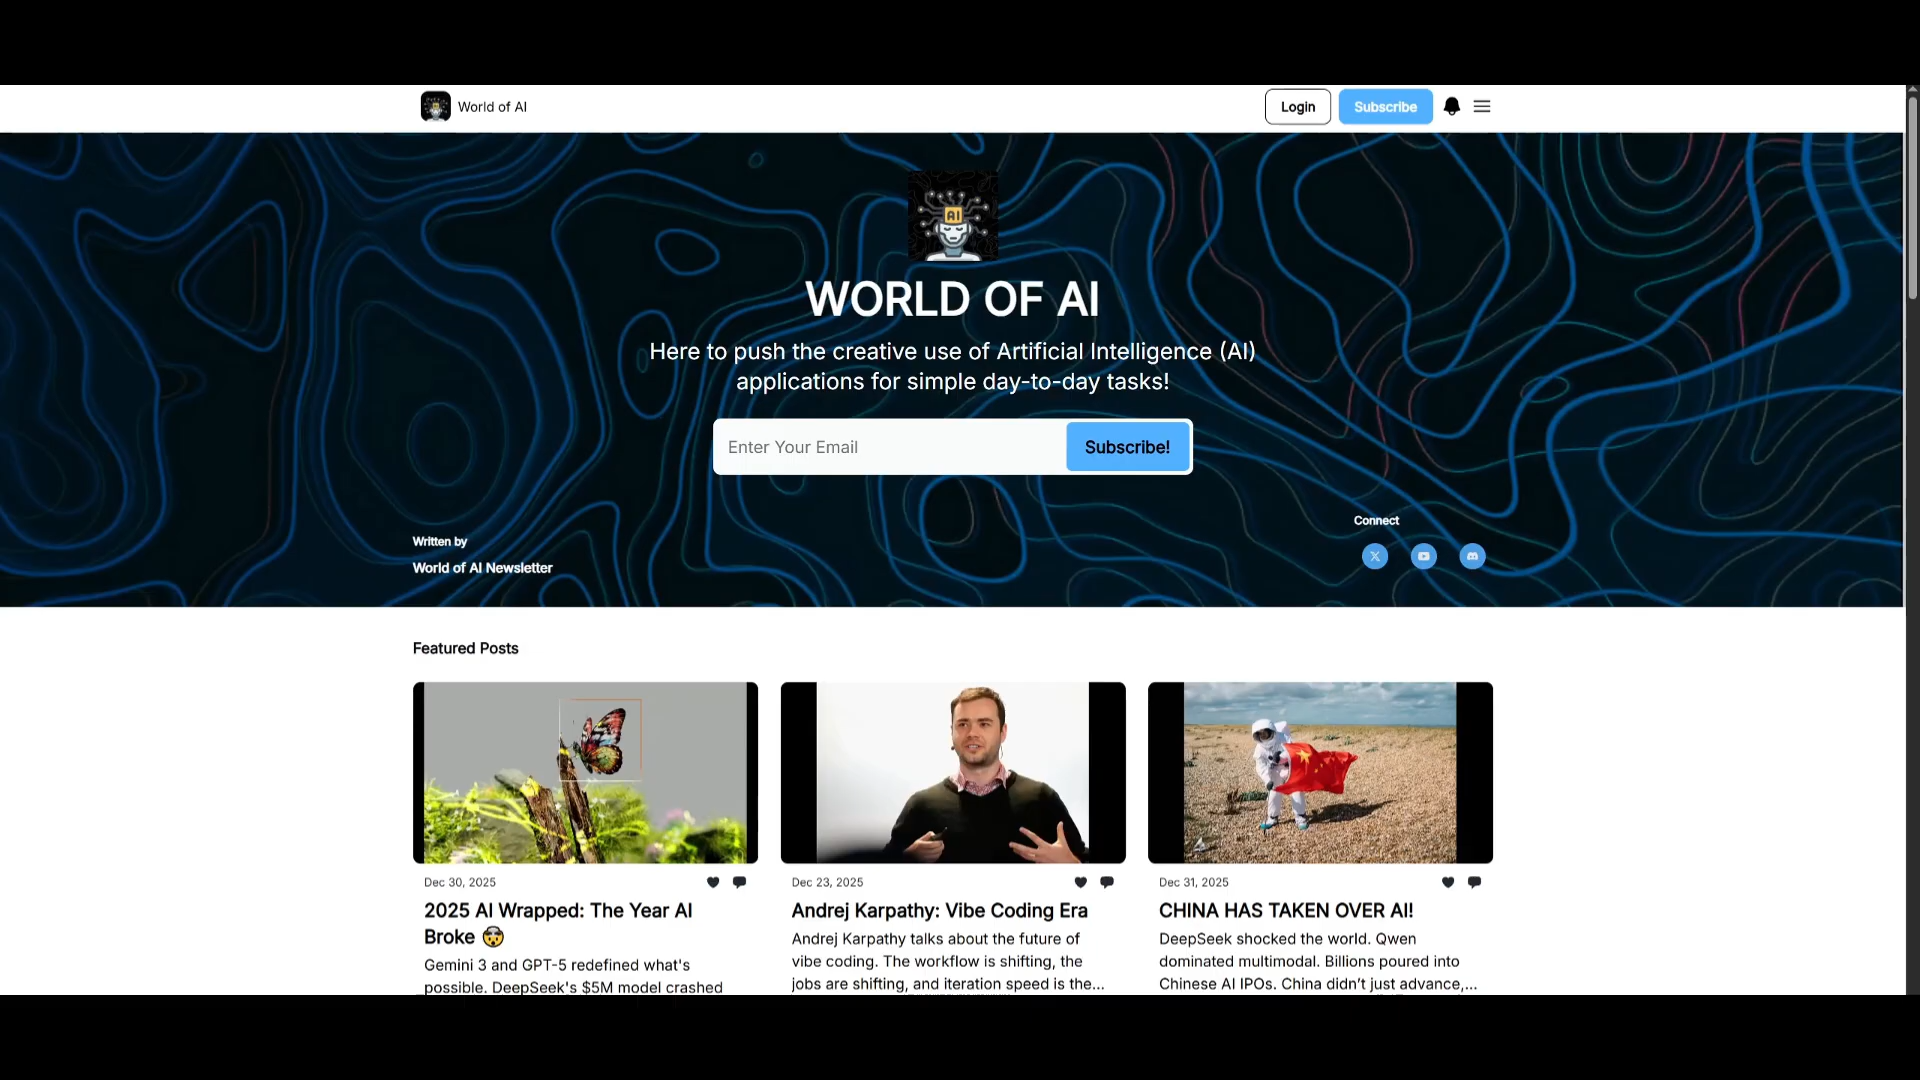 World of AI
Login
Subscribe
AI
WORLD OF AI
Here to push the creative use of Artificial Intelligence (AI)
applications for simple day-to-day tasks!
Enter Your Email
Subscribe!
Connect
Written by
World of AI Newsletter
Featured Posts
Dec 30, 2025
2025 AI Wrapped: The Year AI
Broke 🤯
Gemini 3 and GPT-5 redefined what's
possible. DeepSeek's $5M model crashed
Dec 23, 2025
Andrej Karpathy: Vibe Coding Era
Andrej Karpathy talks about the future of
vibe coding. The workflow is shifting, the
jobs are shifting, and iteration speed is the...
Dec 31, 2025
CHINA HAS TAKEN OVER AI!
DeepSeek shocked the world. Qwen
dominated multimodal. Billions poured into
Chinese AI IPOs. China didn’t just advance,...